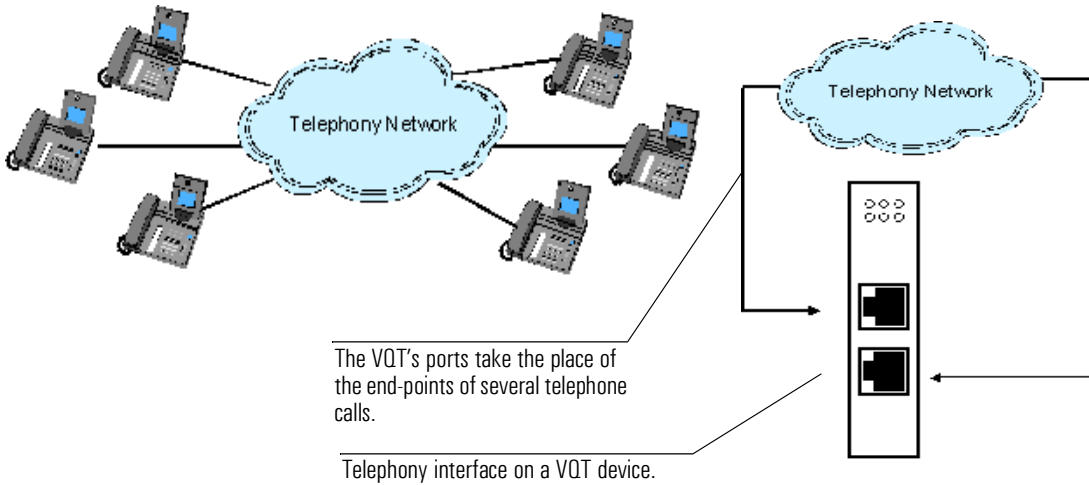 Telephony Network
Telephony Network
The VQT's ports take the place of
the end-points of several telephone
calls.
Telephony interface on a VQT device.